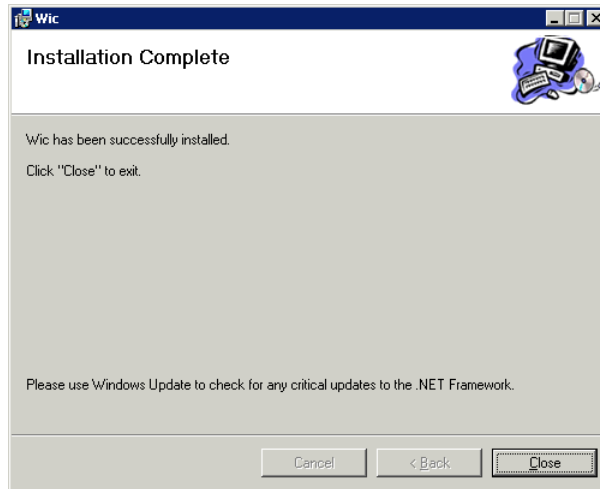 Wic
Installation Complete
Wic has been successfully installed.
Click "Close" to exit.
Please use Windows Update to check for any critical updates to the .NET Framework.
Cancel
< Back
Close